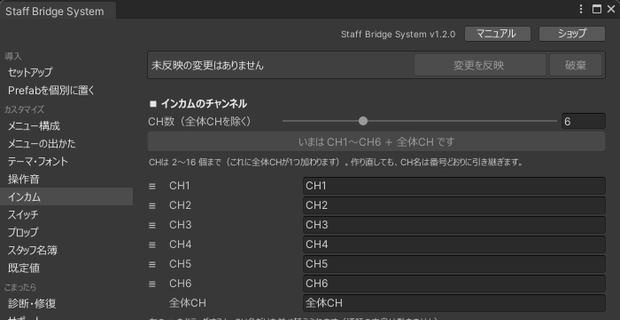 Staff Bridge System
Staff Bridge System v1.2.0
マニュアル
ショップ
導入
セットアップ
Prefabを個別に置く
カスタマイズ
メニュー構成
メニューの出かた
テーマ・フォント
操作音
インカム
スイッチ
プロップ
スタッフ名簿
既定値
こまったら
診断・修復
未反映の変更はありません
変更を反映
破棄
■ インカムのチャンネル
CH数（全体CHを除く）
6
いまは CH1～CH6 ＋ 全体CH です
CHは 2～16 個まで（これに全体CHが1つ加わります）。作り直しても、CH名は番号どおりに引き継ぎます。
CH1 CH1
CH2 CH2
CH3 CH3
CH4 CH4
CH5 CH5
CH6 CH6
全体CH 全体CH